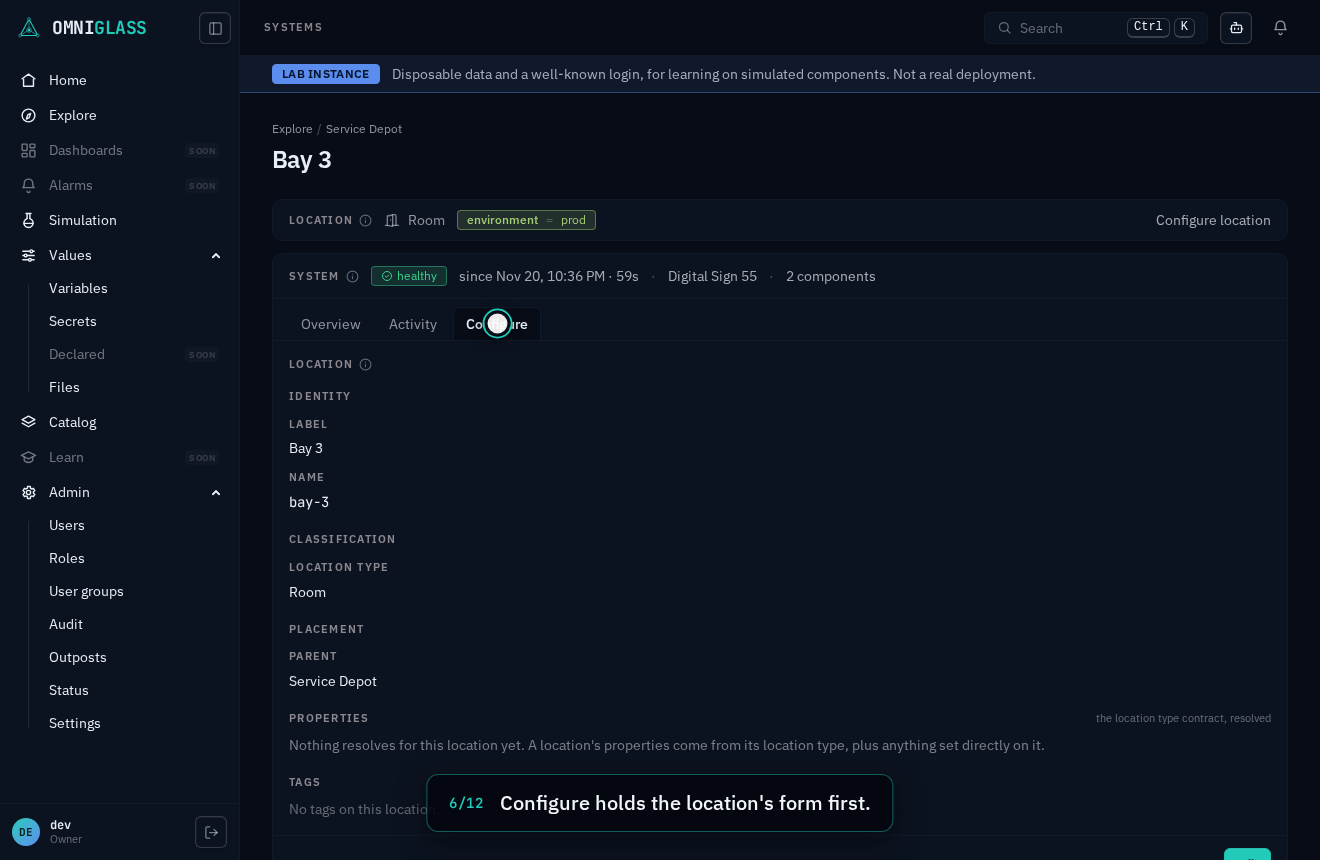 OMNIGLASS
SYSTEMS
Search
Ctrl K
LAB INSTANCE Disposable data and a well-known login, for learning on simulated components. Not a real deployment.
Home
Explore
Dashboards SOON
Alarms SOON
Simulation
Values
Variables
Secrets
Declared SOON
Files
Catalog
Learn SOON
Admin
Users
Roles
User groups
Audit
Outposts
Status
Settings
DE dev
Owner
Explore / Service Depot
Bay 3
LOCATION Room environment = prod Configure location
SYSTEM healthy since Nov 20, 10:36 PM · 59s · Digital Sign 55 · 2 components
Overview Activity
LOCATION
IDENTITY
LABEL
Bay 3
NAME
bay-3
CLASSIFICATION
LOCATION TYPE
Room
PLACEMENT
PARENT
Service Depot
PROPERTIES the location type contract, resolved
Nothing resolves for this location yet. A location's properties come from its location type, plus anything set directly on it.
TAGS
No tags on this location
6/12 Configure holds the location's form first.